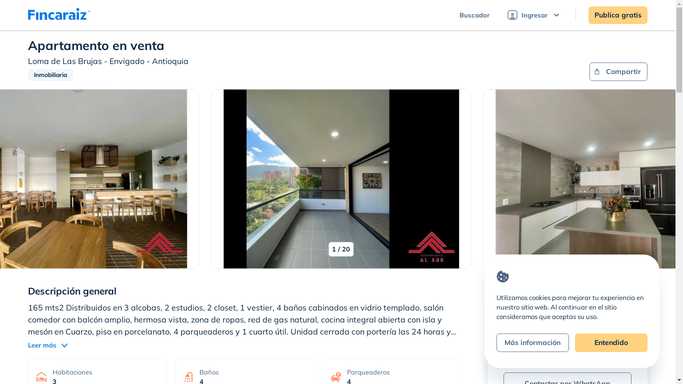 Fincaraiz
Buscador
Ingresar
Publica gratis
Apartamento en venta
Loma de Las Brujas - Envigado - Antioquia
Inmobiliaria
Compartir
1 / 20
AL SUR
Descripción general
165 mts2 Distribuidos en 3 alcobas, 2 estudios, 2 closet, 1 vestier, 4 baños cabinados en vidrio templado, salón
comedor con balcón amplio, hermosa vista, zona de ropas, red de gas natural, cocina integral abierta con isla y
mesón en Cuarzo, piso en porcelanato, 4 parqueaderos y 1 cuarto útil. Unidad cerrada con portería las 24 horas y...
Leer más
Habitaciones
3
Baños
4
Parqueaderos
4
Utilizamos cookies para mejorar tu experiencia en
nuestro sitio web. Al continuar en el sitio
consideramos que aceptas su uso.
Más información
Entendido
Contactar por WhatsApp